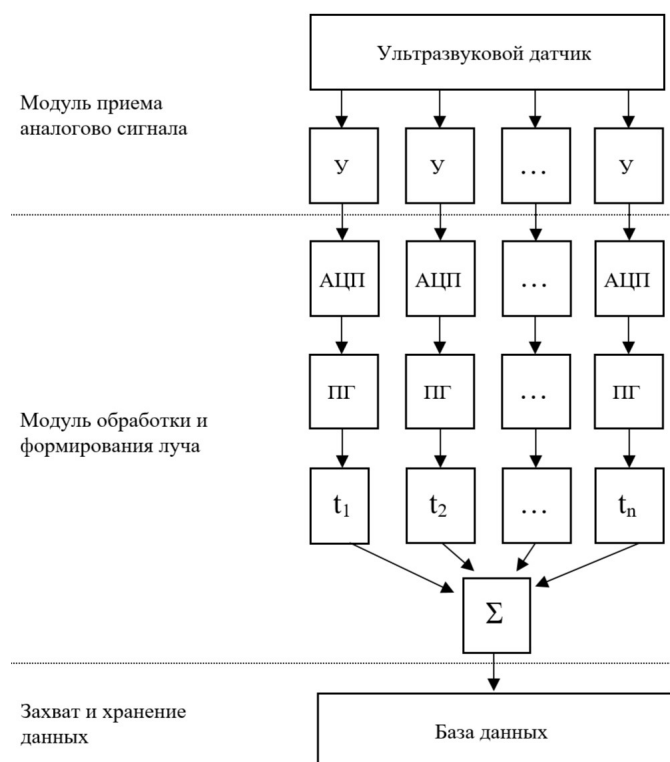 Ультразвуковой датчик
Модуль приема
аналогово сигнала
У У … У
АЦП АЦП … АЦП
ПГ ПГ … ПГ
Модуль обработки и
формирования луча
t₁ t₂ … tₙ
Σ
Захват и хранение
данных
База данных